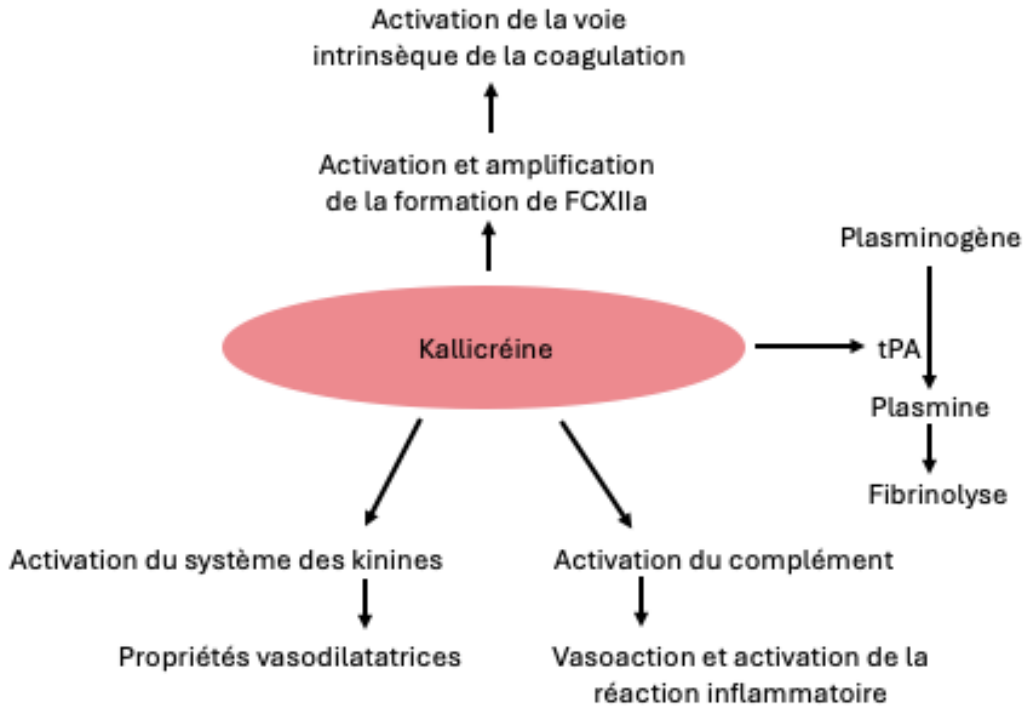 Activation de la voie
intrinsèque de la coagulation
Activation et amplification
de la formation de FCXIIa
Plasminogène
Kallicréine
tPA
Plasmine
Fibrinolyse
Activation du système des kinines
Activation du complément
Propriétés vasodilatatrices
Vasoaction et activation de la
réaction inflammatoire